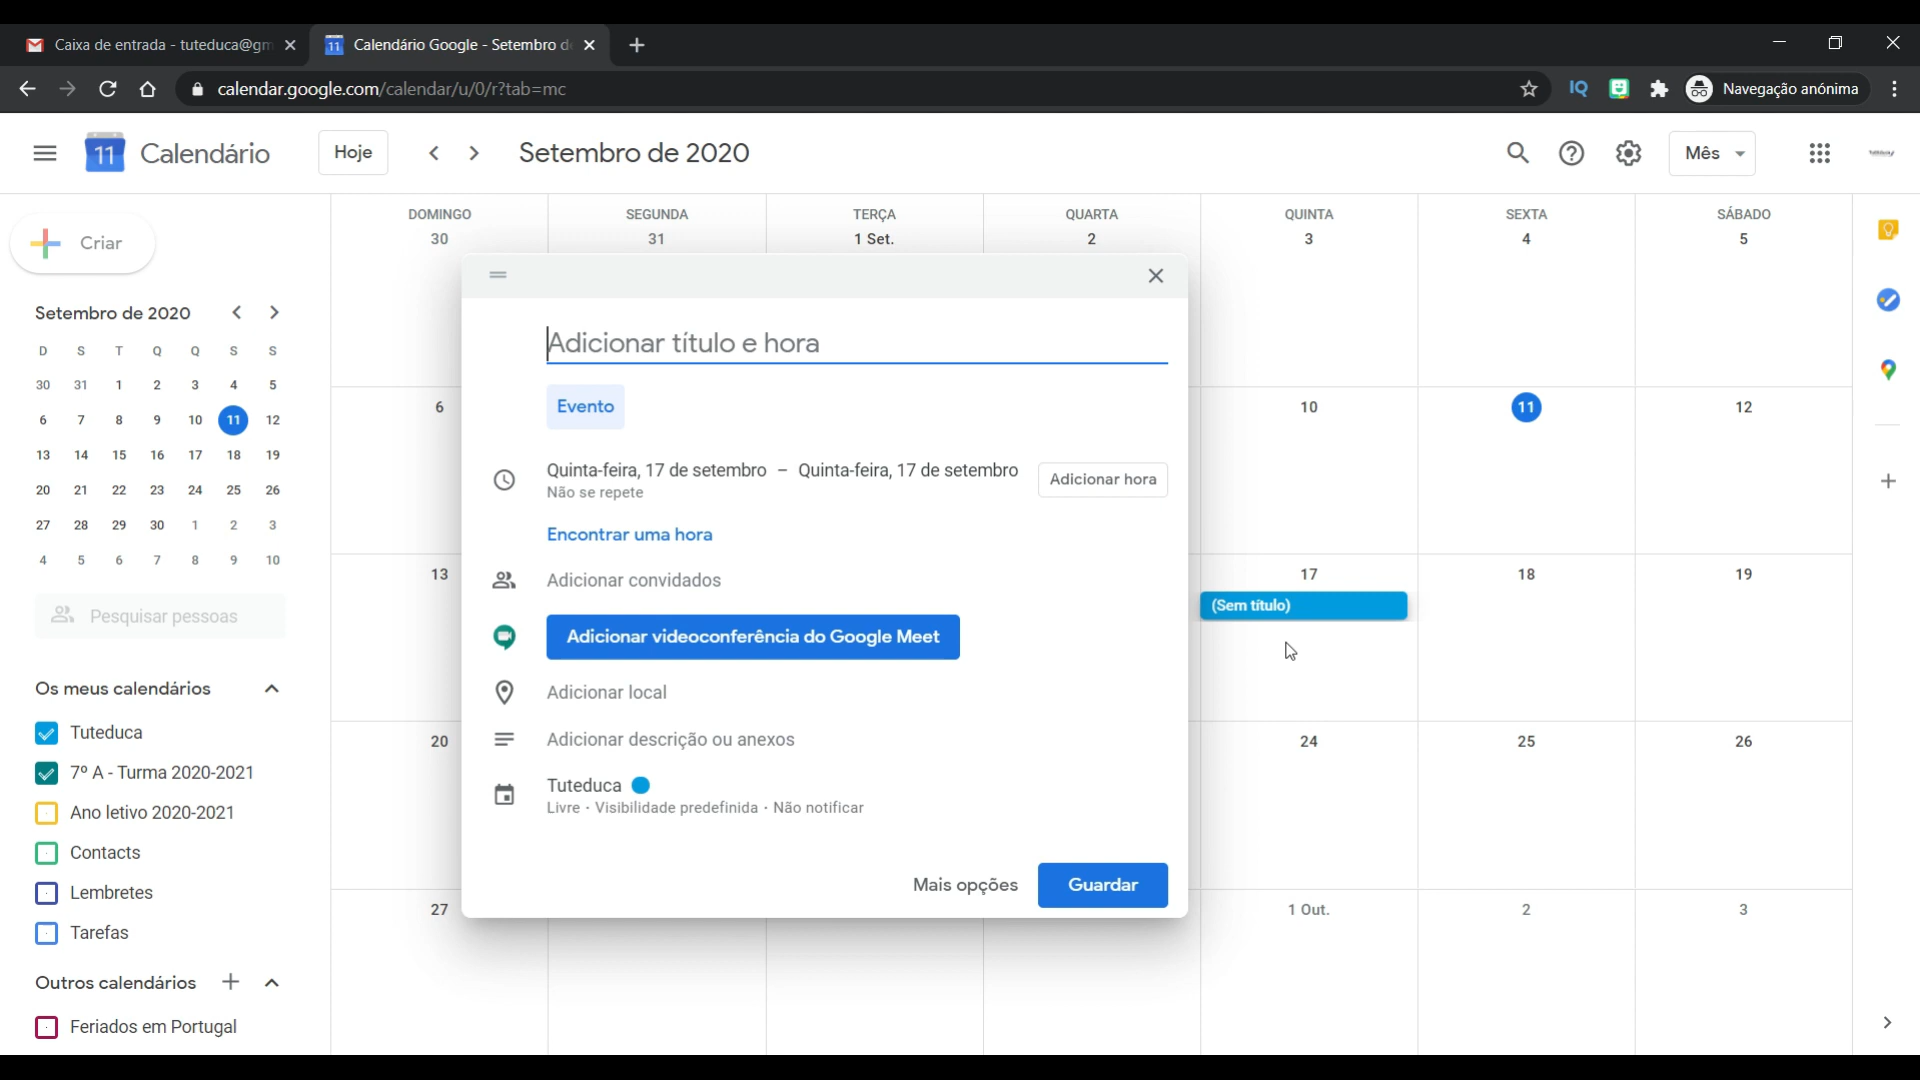 Caixa de entrada - tuteduca@gm
Calendário Google - Setembro d
calendar.google.com/calendar/u/0/r?tab=mc
IQ
Navegação anónima
11
Calendário
Hoje
Setembro de 2020
Mês
Criar
Setembro de 2020
D S T Q Q S S
30 31 1 2 3 4 5
6 7 8 9 10 11 12
13 14 15 16 17 18 19
20 21 22 23 24 25 26
27 28 29 30 1 2 3
4 5 6 7 8 9 10
Pesquisar pessoas
Os meus calendários
Tuteduca
7º A - Turma 2020-2021
Ano letivo 2020-2021
Contacts
Lembretes
Tarefas
Outros calendários
Feriados em Portugal
DOMINGO SEGUNDA TERÇA QUARTA QUINTA SEXTA SÁBADO
30 31 1 Set. 2 3 4 5
6 10 11 12
13 17 18 19
(Sem título)
20 24 25 26
27 1 Out. 2 3
Adicionar título e hora
Evento
Quinta-feira, 17 de setembro – Quinta-feira, 17 de setembro
Adicionar hora
Não se repete
Encontrar uma hora
Adicionar convidados
Adicionar videoconferência do Google Meet
Adicionar local
Adicionar descrição ou anexos
Tuteduca
Livre · Visibilidade predefinida · Não notificar
Mais opções
Guardar